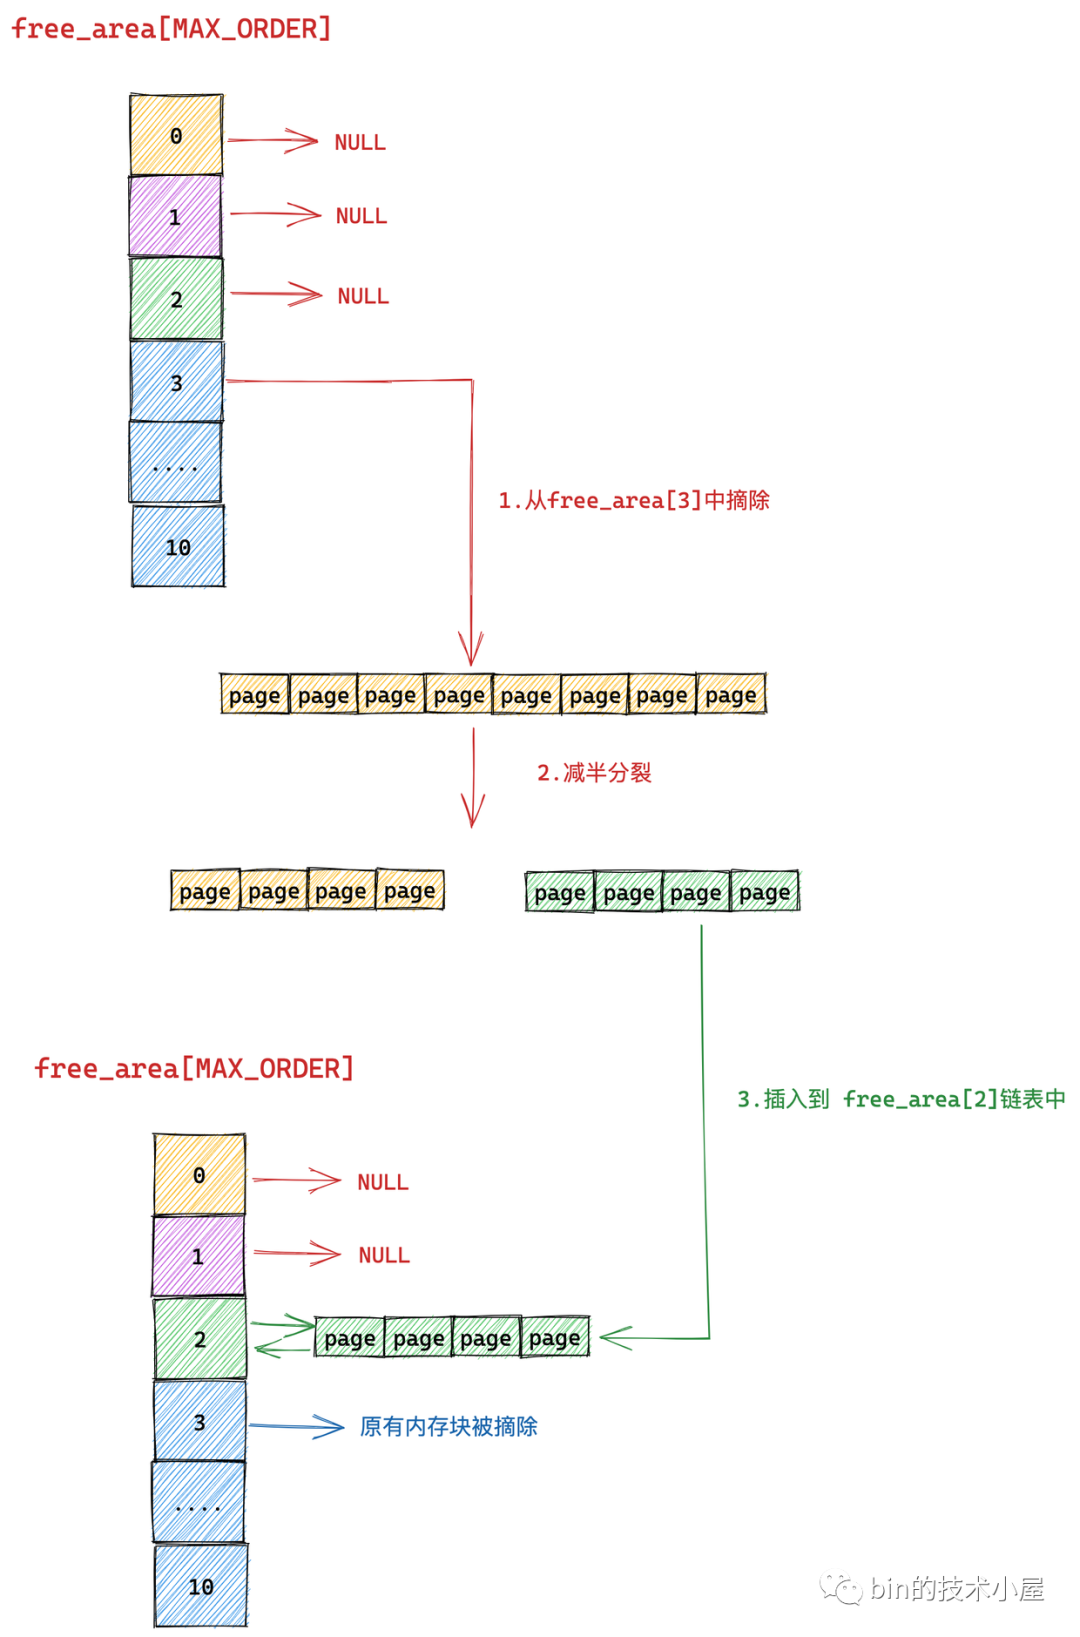 free_area[MAX_ORDER]
0
NULL
1
NULL
2
NULL
3
....
1.从free_area[3]中摘除
10
page page page page page page page page
2.减半分裂
page page page page
page page page page
free_area[MAX_ORDER]
3.插入到 free_area[2]链表中
0
NULL
1
NULL
2
page page page page
3
原有内存块被摘除
....
10
bin的技术小屋